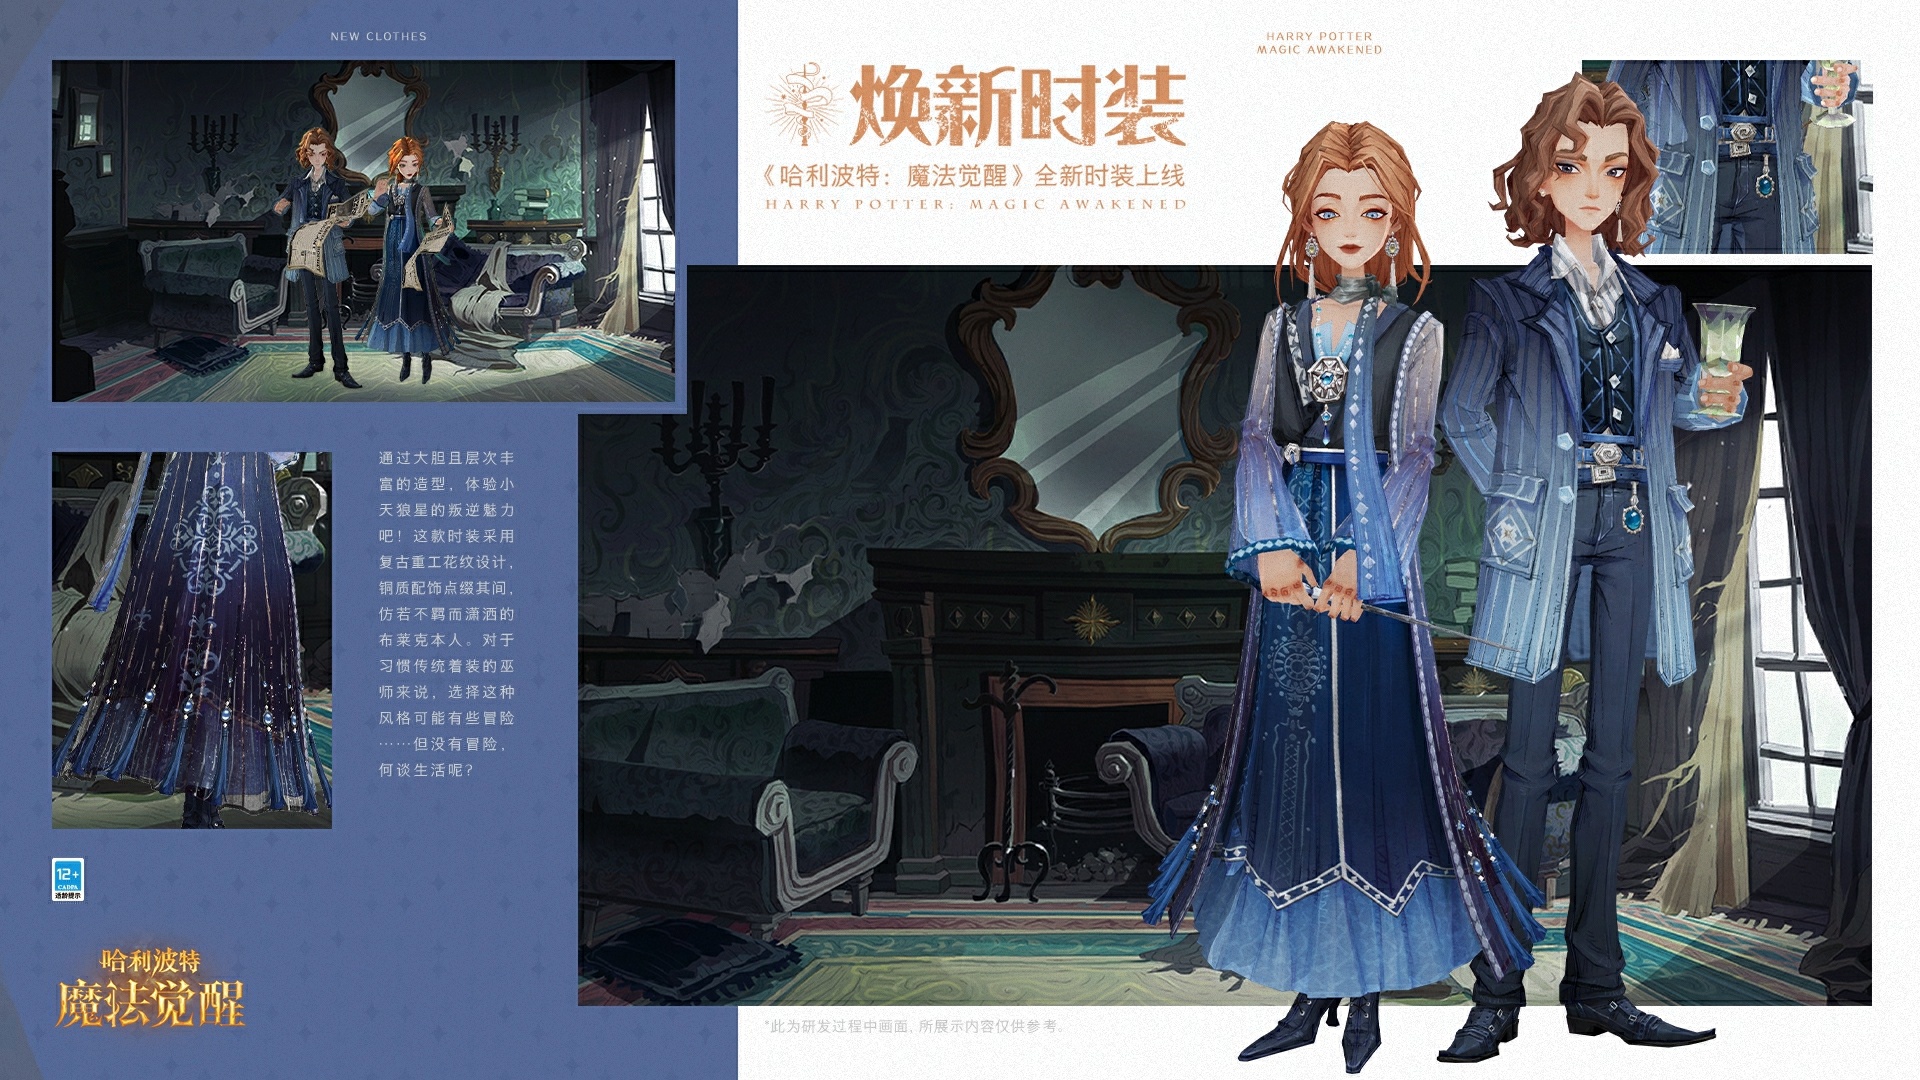 NEW CLOTHES
HARRY POTTER
MAGIC AWAKENED
焕新时装
《哈利波特：魔法觉醒》全新时装上线
HARRY POTTER: MAGIC AWAKENED
通过大胆且层次丰
富的造型，体验小
天狼星的叛逆魅力
吧！这款时装采用
复古重工花纹设计，
铜质配饰点缀其间，
仿若不羁而潇洒的
布莱克本人。对于
习惯传统着装的巫
师来说，选择这种
风格可能有些冒险
……但没有冒险，
何谈生活呢？
12+
CADPA
适龄提示
哈利波特
魔法觉醒
*此为研发过程中画面，所展示内容仅供参考。